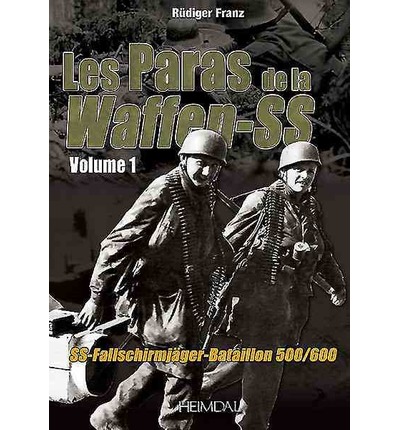 Rüdiger Franz
Les Paras de la
Waffen-SS
Volume 1
SS-Fallschirmjäger-Bataillon 500/600
HEIMDAL